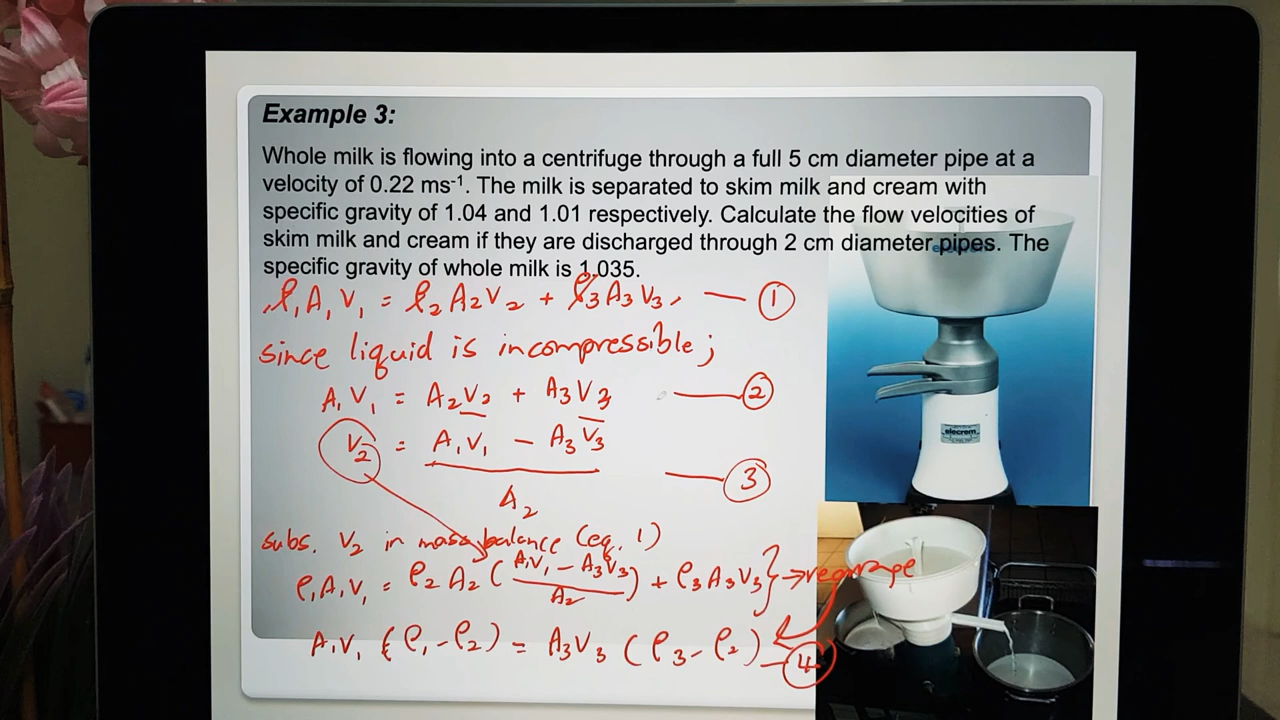 Example 3:
Whole milk is flowing into a centrifuge through a full 5 cm diameter pipe at a
velocity of 0.22 ms⁻¹. The milk is separated to skim milk and cream with
specific gravity of 1.04 and 1.01 respectively. Calculate the flow velocities of
skim milk and cream if they are discharged through 2 cm diameter pipes. The
specific gravity of whole milk is 1.035.
ρ₁A₁V₁ = ρ₂A₂V₂ + ρ₃A₃V₃, — ①
since liquid is incompressible;
A₁V₁ = A₂V₂ + A₃V₃ — ②
V₂ = (A₁V₁ - A₃V₃) / A₂ — ③
subs. V₂ in mass balance (eq. 1)
ρ₁A₁V₁ = ρ₂A₂ ((A₁V₁ - A₃V₃) / A₂) + ρ₃A₃V₃ } → rearrange
A₁V₁ (ρ₁ - ρ₂) = A₃V₃ (ρ₃ - ρ₂) — ④
elecrem